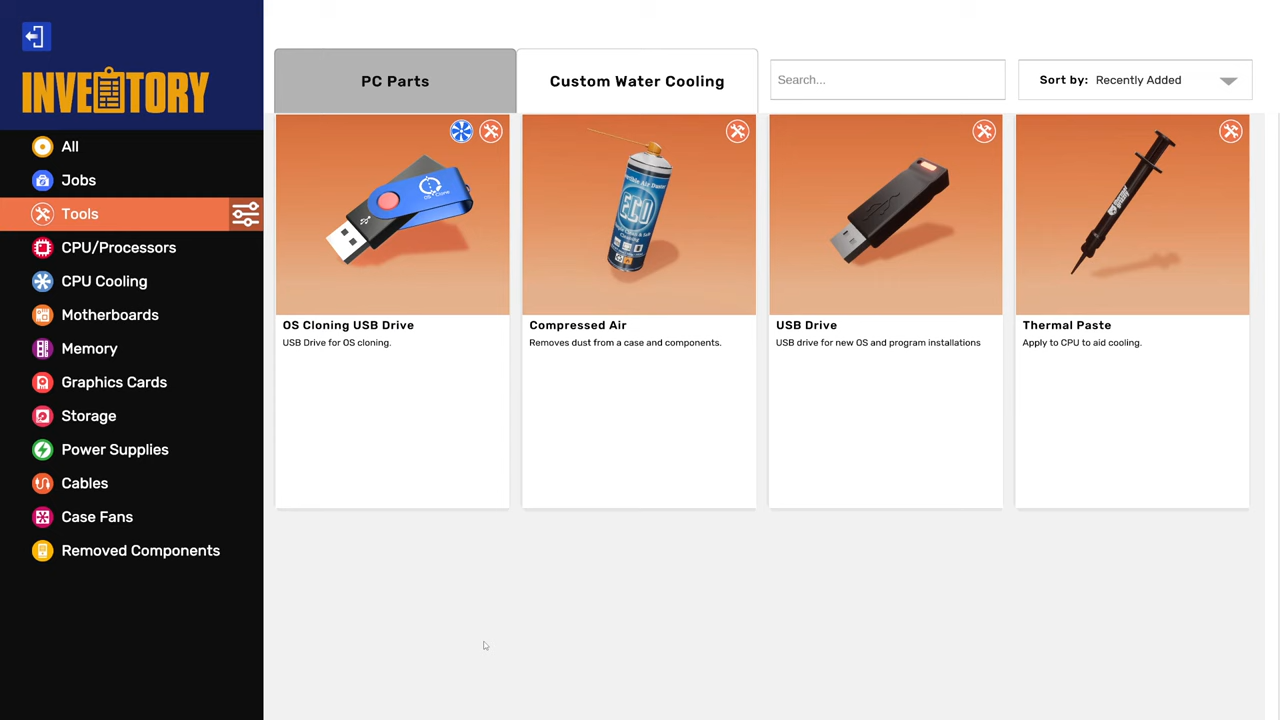 INVENTORY
All
Jobs
Tools
CPU/Processors
CPU Cooling
Motherboards
Memory
Graphics Cards
Storage
Power Supplies
Cables
Case Fans
Removed Components
PC Parts
Custom Water Cooling
Search...
Sort by: Recently Added
OS Clone
OS Cloning USB Drive
USB Drive for OS cloning.
ECO
Compressed Air
Removes dust from a case and components.
USB Drive
USB drive for new OS and program installations
Thermal Paste
Apply to CPU to aid cooling.